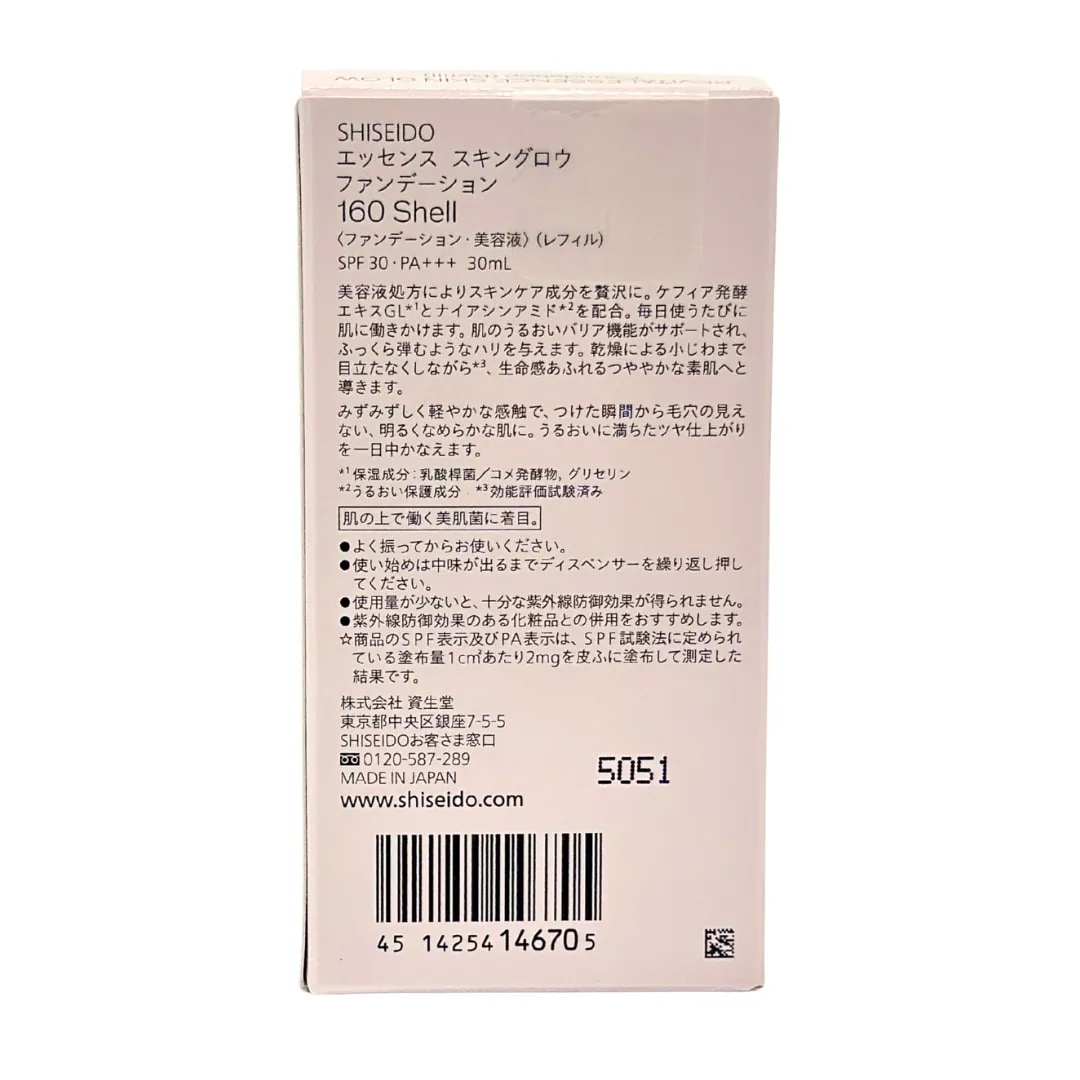 SHISEIDO
エッセンス スキングロウ
ファンデーション
160 Shell
〈ファンデーション・美容液〉(レフィル)
SPF 30・PA+++ 30mL
美容液処方によりスキンケア成分を贅沢に。ケフィア発酵
エキスGL*1とナイアシンアミド*2を配合。毎日使うたびに
肌に働きかけます。肌のうるおいバリア機能がサポートされ、
ふっくら弾むようなハリを与えます。乾燥による小じわまで
目立たなくしながら*3、生命感あふれるつややかな素肌へと
導きます。
みずみずしく軽やかな感触で、つけた瞬間から毛穴の見え
ない、明るくなめらかな肌に。うるおいに満ちたツヤ仕上がり
を一日中かなえます。
*1保湿成分：乳酸桿菌／コメ発酵物, グリセリン
*2うるおい保護成分 *3効能評価試験済み
肌の上で働く美肌菌に着目。
●よく振ってからお使いください。
●使い始めは中味が出るまでディスペンサーを繰り返し押し
てください。
●使用量が少ないと、十分な紫外線防御効果が得られません。
●紫外線防御効果のある化粧品との併用をおすすめします。
☆商品のSPF表示及びPA表示は、SPF試験法に定められ
ている塗布量1c㎡あたり2mgを皮ふに塗布して測定した
結果です。
株式会社 資生堂
東京都中央区銀座7-5-5
SHISEIDOお客さま窓口
0120-587-289
MADE IN JAPAN
www.shiseido.com
5051
45 14254 14670 5